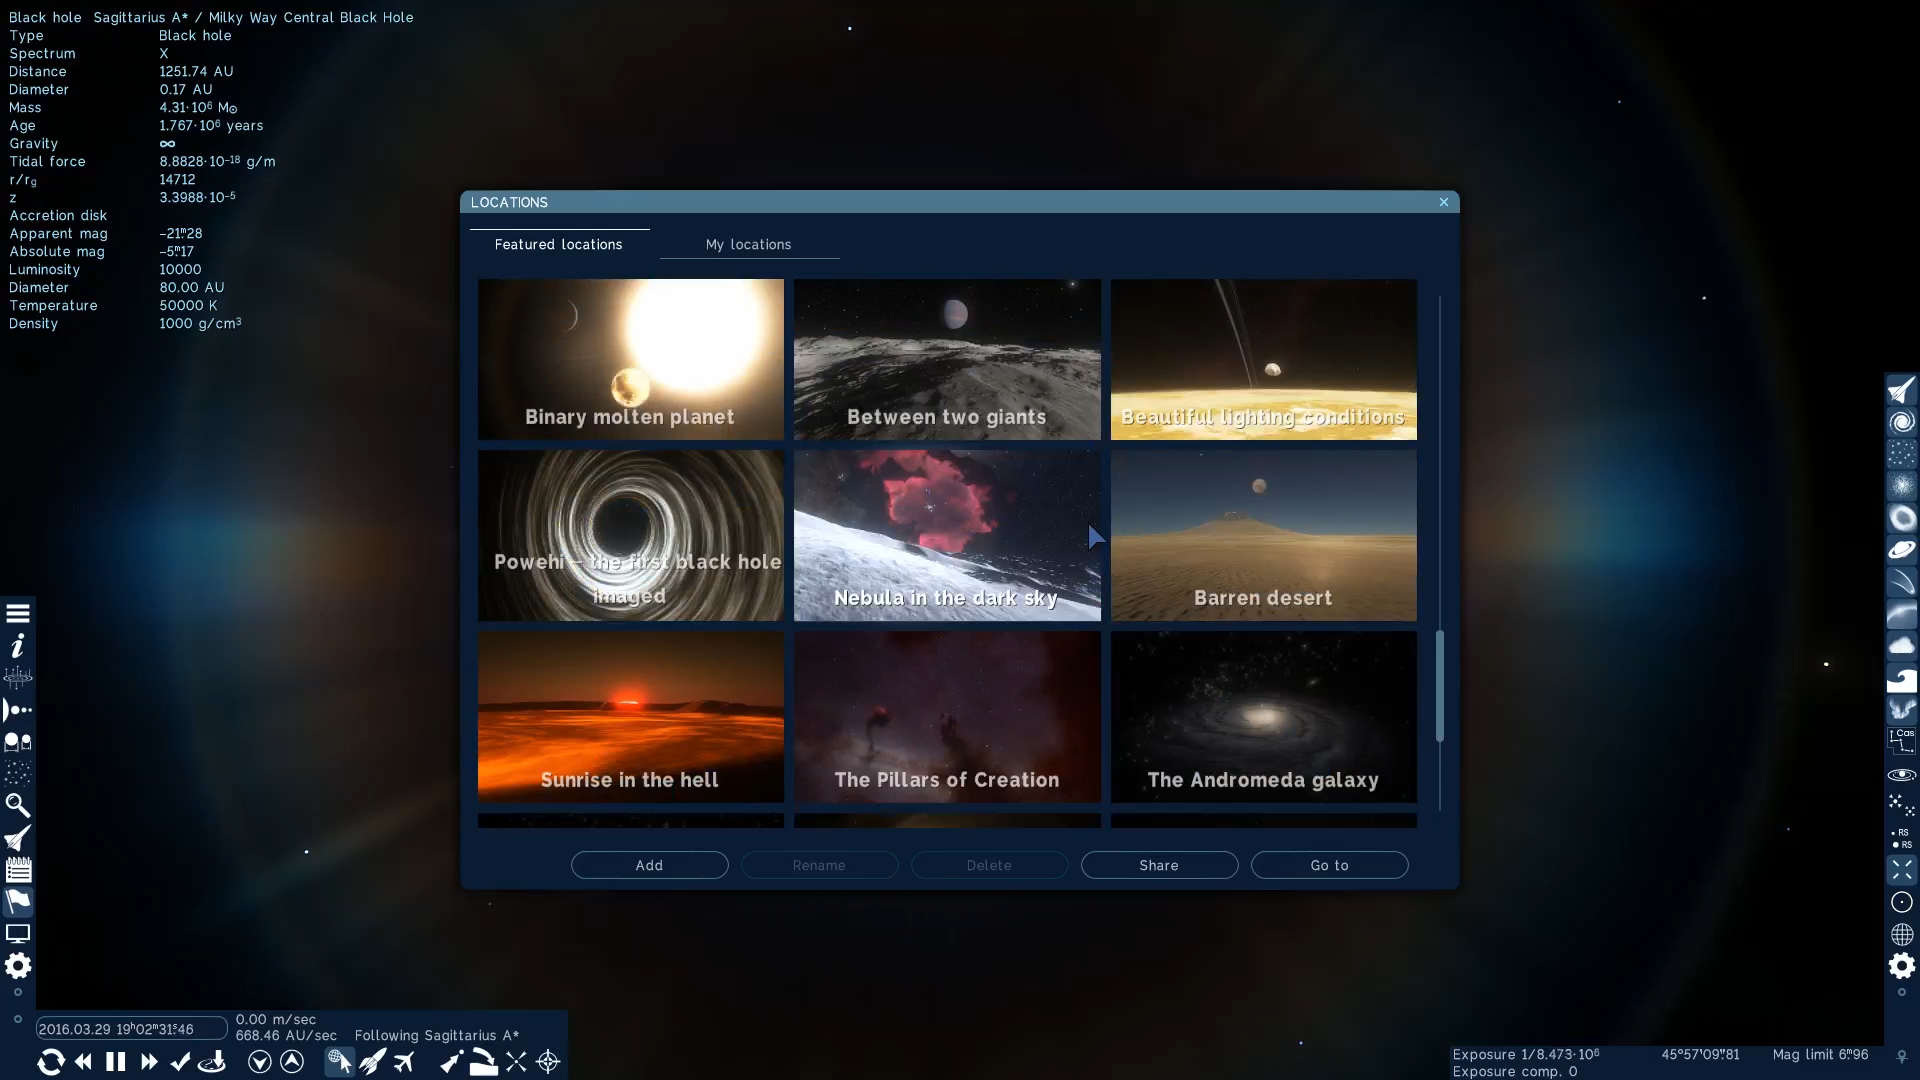 Black hole Sagittarius A* / Milky Way Central Black Hole
Type Black hole
Spectrum X
Distance 1251.74 AU
Diameter 0.17 AU
Mass 4.31·10⁶ M☉
Age 1.767·10⁶ years
Gravity ∞
Tidal force 8.8828·10⁻¹⁸ g/m
r/rg 14712
z 3.3988·10⁻⁵
Accretion disk
Apparent mag −21ᵐ28
Absolute mag −5ᵐ17
Luminosity 10000
Diameter 80.00 AU
Temperature 50000 K
Density 1000 g/cm³
LOCATIONS
Featured locations My locations
Binary molten planet
Between two giants
Beautiful lighting conditions
Powehi – the first black hole
imaged
Nebula in the dark sky
Barren desert
Sunrise in the hell
The Pillars of Creation
The Andromeda galaxy
Add Rename Delete Share Go to
Cas
RS
RS
2016.03.29 19ʰ02ᵐ31ˢ46
0.00 m/sec
668.46 AU/sec Following Sagittarius A*
Exposure 1/8.473·10⁶ 45°57'09"81 Mag limit 6ᵐ96
Exposure comp. 0